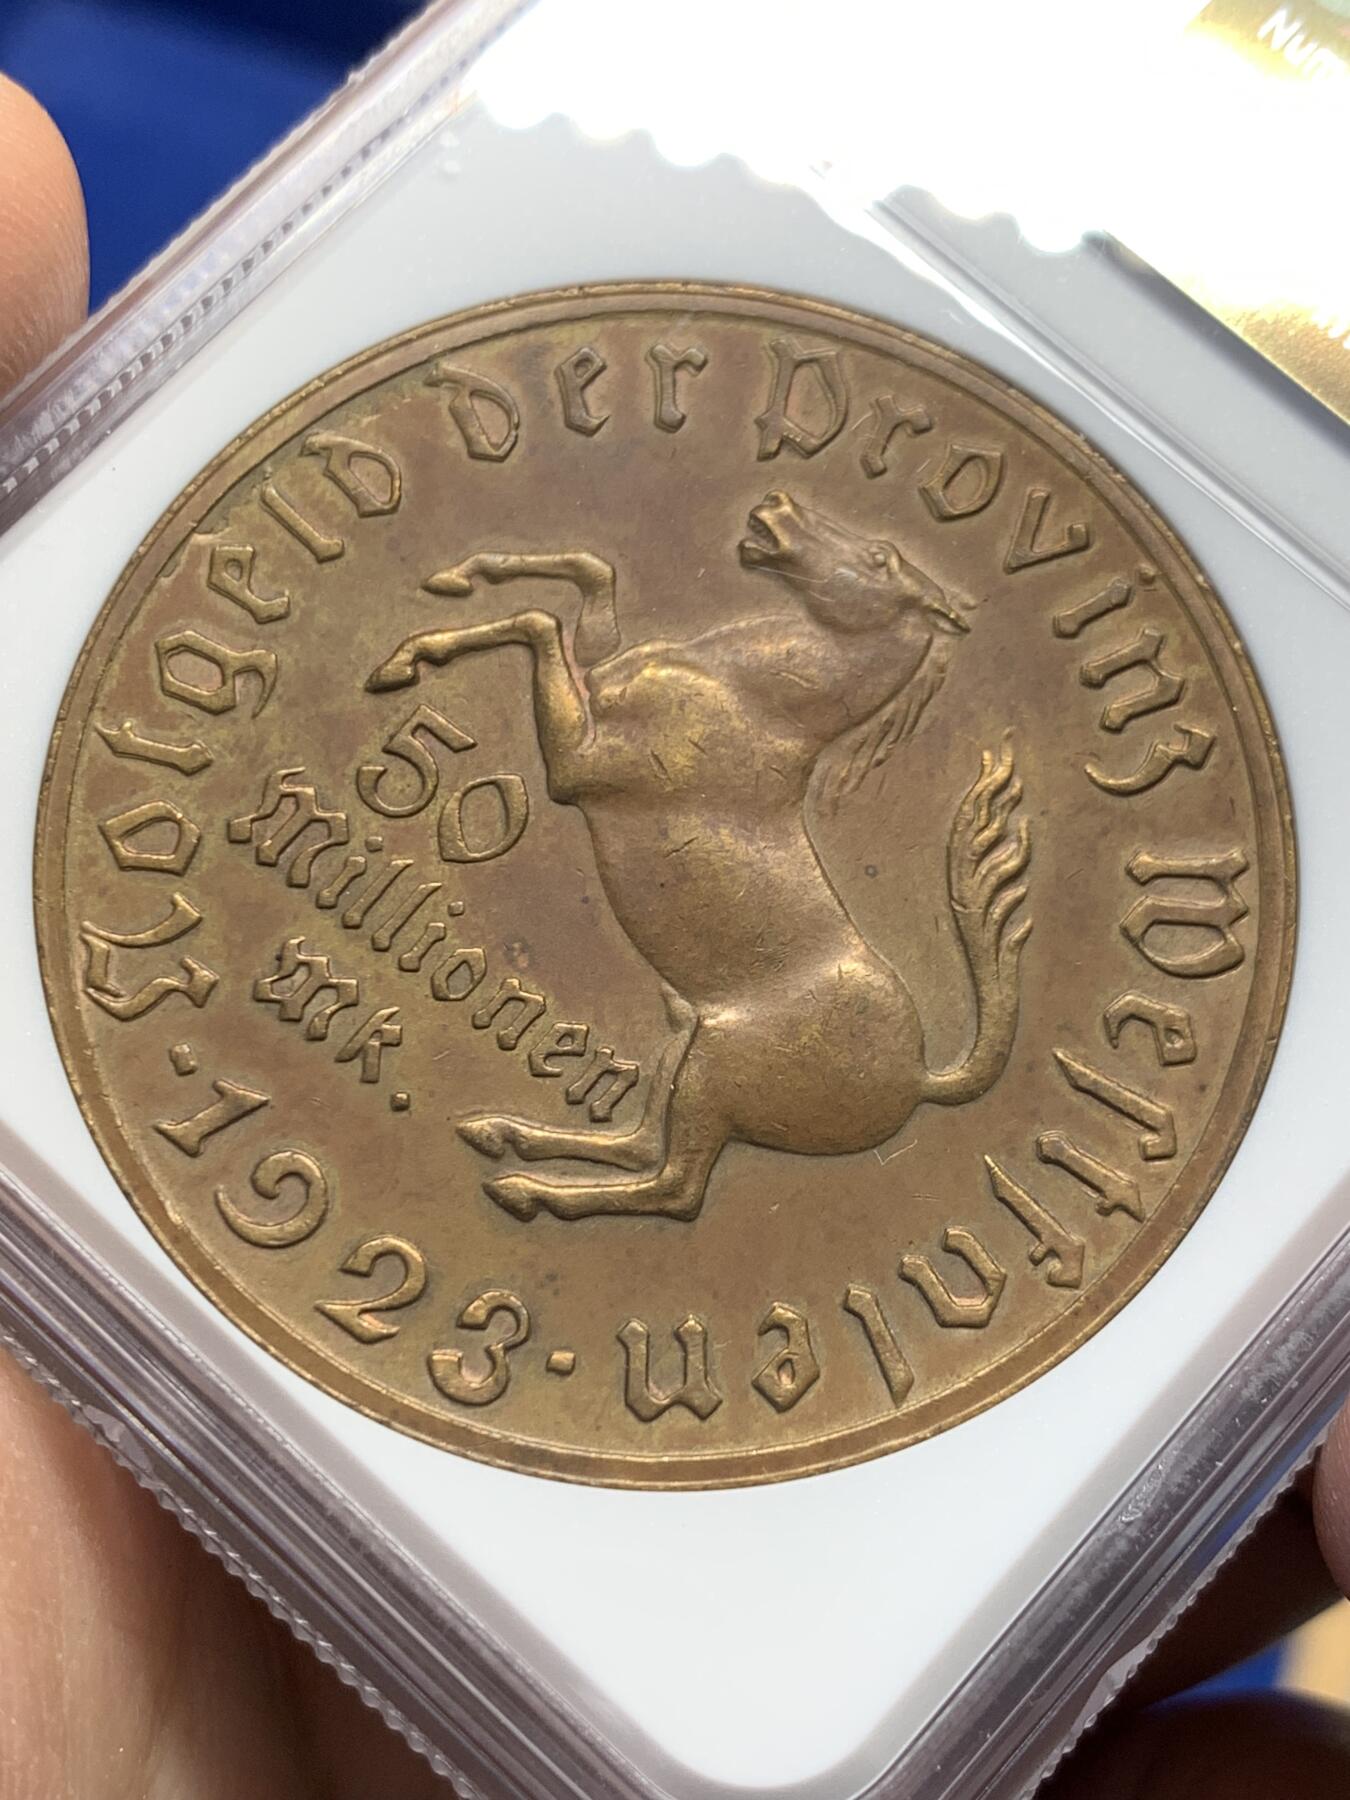 Notgeld der Provinz Westfalen
· 1923 ·
50
Millionen
Mk.